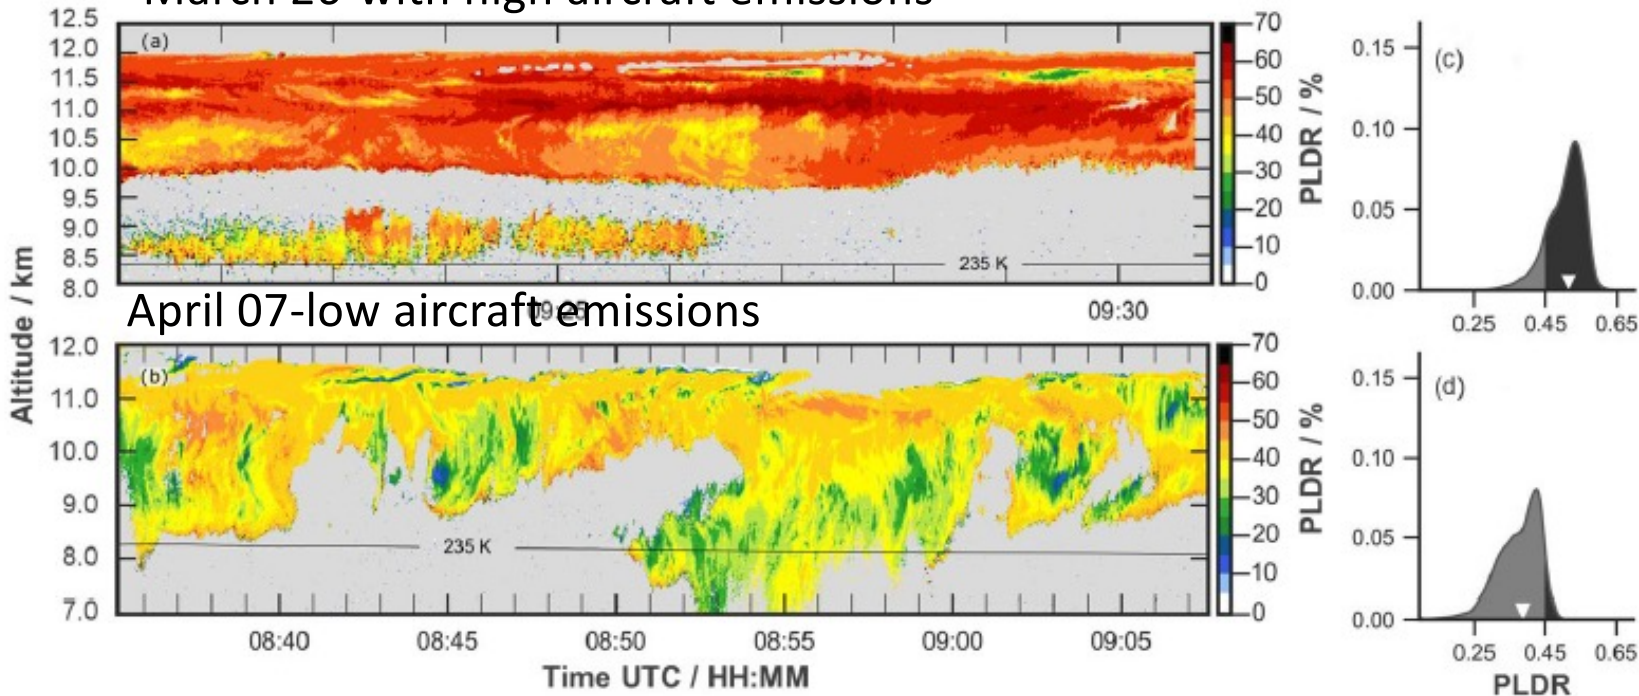 March 26 with high aircraft emissions
12.5
12.0
11.5
11.0
10.5
10.0
9.5
9.0
8.5
8.0
(a)
235 K
70
60
50
40
30
20
10
0
PLDR / %
0.15
0.10
0.05
0.00
(c)
0.25 0.45 0.65
09:25 09:30
April 07-low aircraft emissions
Altitude / km
12.0
11.0
10.0
9.0
8.0
7.0
(b)
235 K
70
60
50
40
30
20
10
0
PLDR / %
0.15
0.10
0.05
0.00
(d)
08:40 08:45 08:50 08:55 09:00 09:05
Time UTC / HH:MM
0.25 0.45 0.65
PLDR